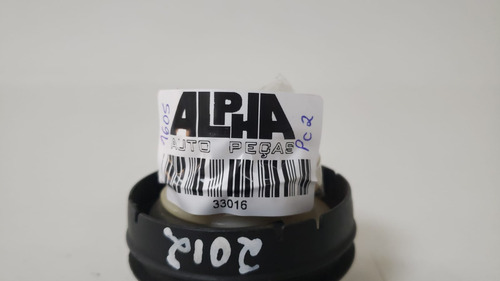 1605
ALPHA
AUTO PEÇAS
PC2
33016
2012